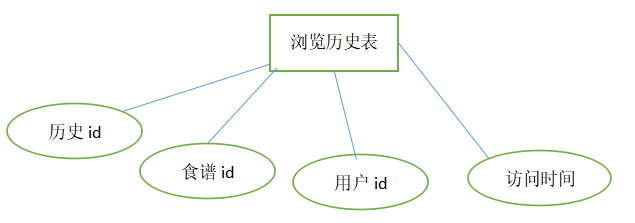 浏览历史表
历史 id
食谱 id
用户 id
访问时间